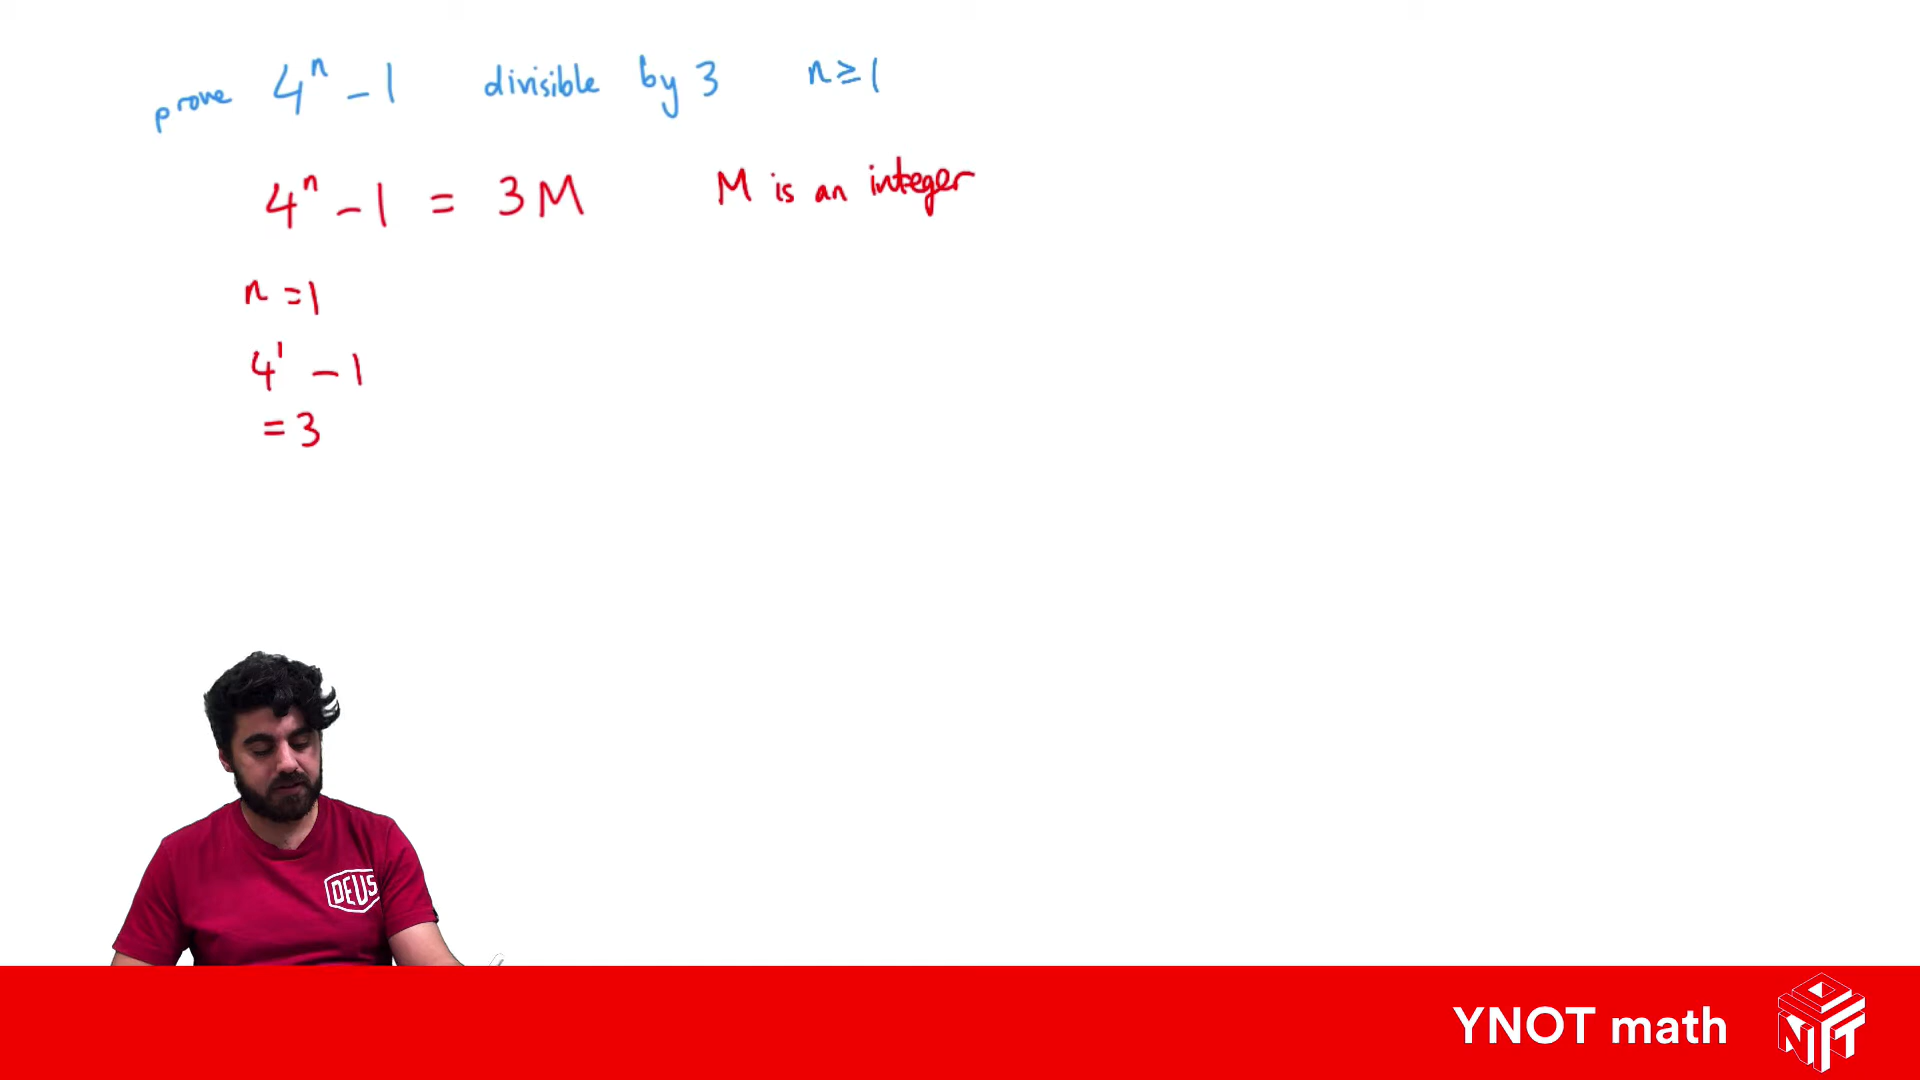 prove 4ⁿ - 1 divisible by 3 n ≥ 1
4ⁿ - 1 = 3M M is an integer
n = 1
4¹ - 1
= 3
DEUS
YNOT math
YNOT